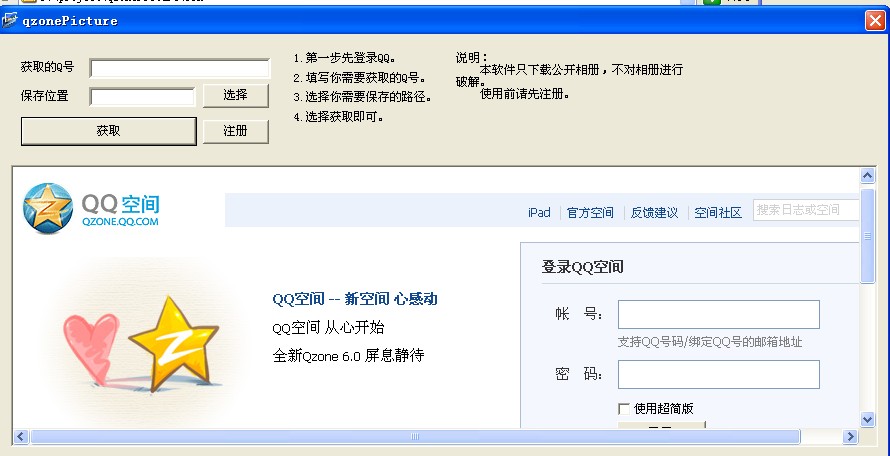 qzonePicture
获取的Q号
保存位置
选择
获取
注册
1.第一步先登录QQ。
2.填写你需要获取的Q号。
3.选择你需要保存的路径。
4.选择获取即可。
说明：
本软件只下载公开相册，不对相册进行
破解。
使用前请先注册。
QQ空间
QZONE.QQ.COM
iPad 官方空间 反馈建议 空间社区 搜索日志或空间
QQ空间 -- 新空间 心感动
QQ空间 从心开始
全新Qzone 6.0 屏息静待
登录QQ空间
帐 号：
支持QQ号码/绑定QQ号的邮箱地址
密 码：
使用超简版